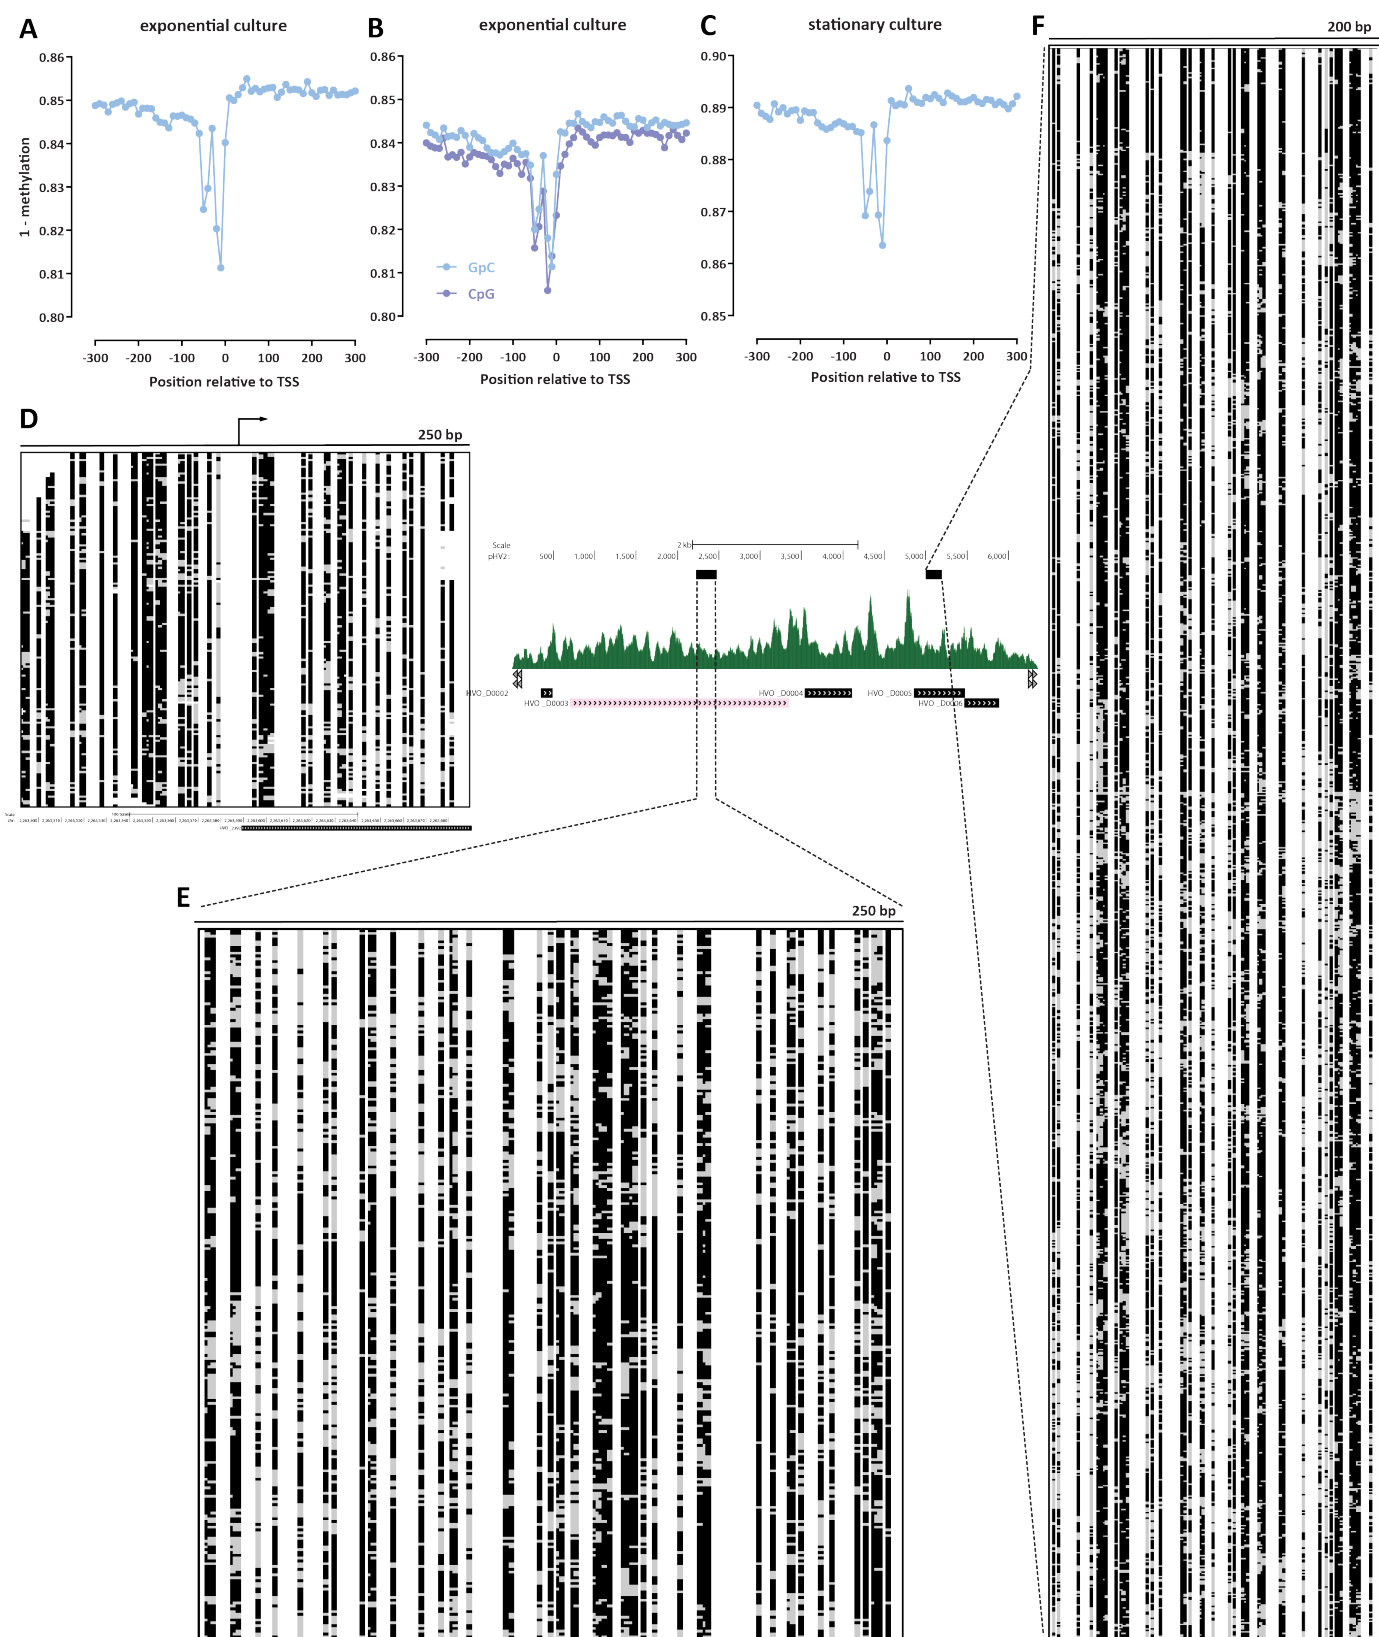 A
exponential culture
B
exponential culture
C
stationary culture
F
200 bp
0.86
0.85
0.84
0.83
0.82
0.81
0.80
1 - methylation
-300
-200
-100
0
100
200
300
Position relative to TSS
0.86
0.85
0.84
0.83
0.82
0.81
0.80
GpC
CpG
-300
-200
-100
0
100
200
300
Position relative to TSS
0.90
0.89
0.88
0.87
0.86
0.85
-300
-200
-100
0
100
200
300
Position relative to TSS
D
250 bp
Scale
2 kb
pHV2:
500
1,000
1,500
2,000
2,500
3,000
3,500
4,000
4,500
5,000
5,500
6,000
HVO_D0002
HVO_D0003
HVO_D0004
HVO_D0005
HVO_D0006
Scale
chr:
E
250 bp